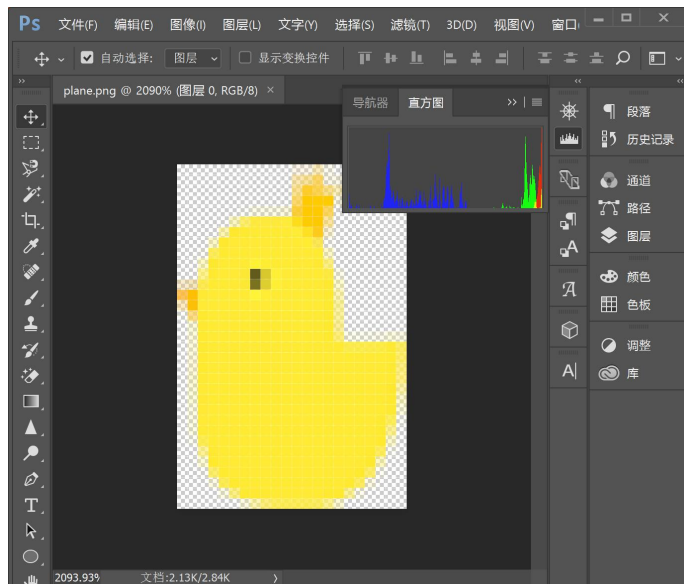 Ps 文件(F) 编辑(E) 图像(I) 图层(L) 文字(Y) 选择(S) 滤镜(T) 3D(D) 视图(V) 窗口
自动选择: 图层 显示变换控件
plane.png @ 2090% (图层 0, RGB/8) ×
导航器 直方图
段落
历史记录
通道
路径
图层
颜色
色板
调整
库
2093.93% 文档:2.13K/2.84K